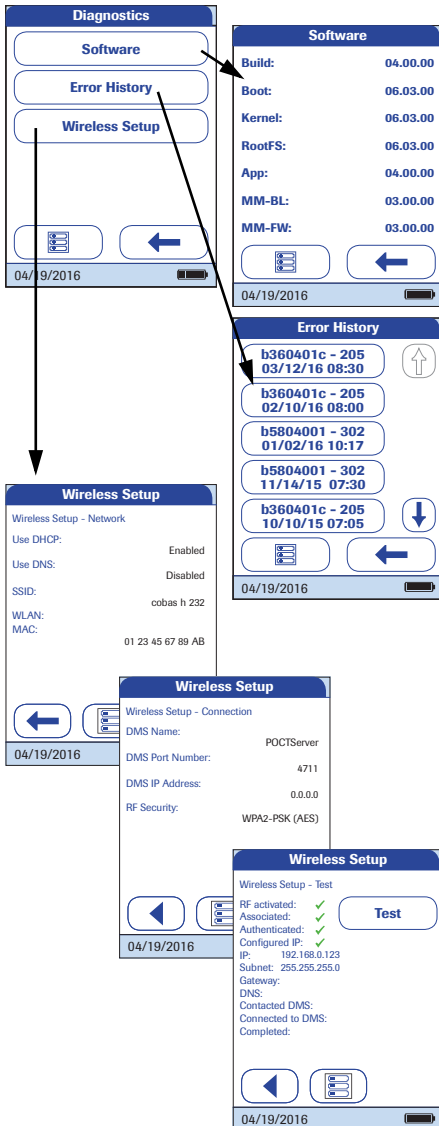 Diagnostics
Software
Error History
Wireless Setup
04/19/2016
Software
Build: 04.00.00
Boot: 06.03.00
Kernel: 06.03.00
RootFS: 06.03.00
App: 04.00.00
MM-BL: 03.00.00
MM-FW: 03.00.00
04/19/2016
Error History
b360401c - 205
03/12/16 08:30
b360401c - 205
02/10/16 08:00
b5804001 - 302
01/02/16 10:17
b5804001 - 302
11/14/15 07:30
b360401c - 205
10/10/15 07:05
04/19/2016
Wireless Setup
Wireless Setup - Network
Use DHCP:
Enabled
Use DNS:
Disabled
SSID:
cobas h 232
WLAN:
MAC:
01 23 45 67 89 AB
04/19/2016
Wireless Setup
Wireless Setup - Connection
DMS Name:
POCTServer
DMS Port Number:
4711
DMS IP Address:
0.0.0.0
RF Security:
WPA2-PSK (AES)
04/19/2016
Wireless Setup
Wireless Setup - Test
RF activated: ✓
Associated: ✓
Authenticated: ✓
Configured IP: ✓
Test
IP: 192.168.0.123
Subnet: 255.255.255.0
Gateway:
DNS:
Contacted DMS:
Connected to DMS:
Completed:
04/19/2016